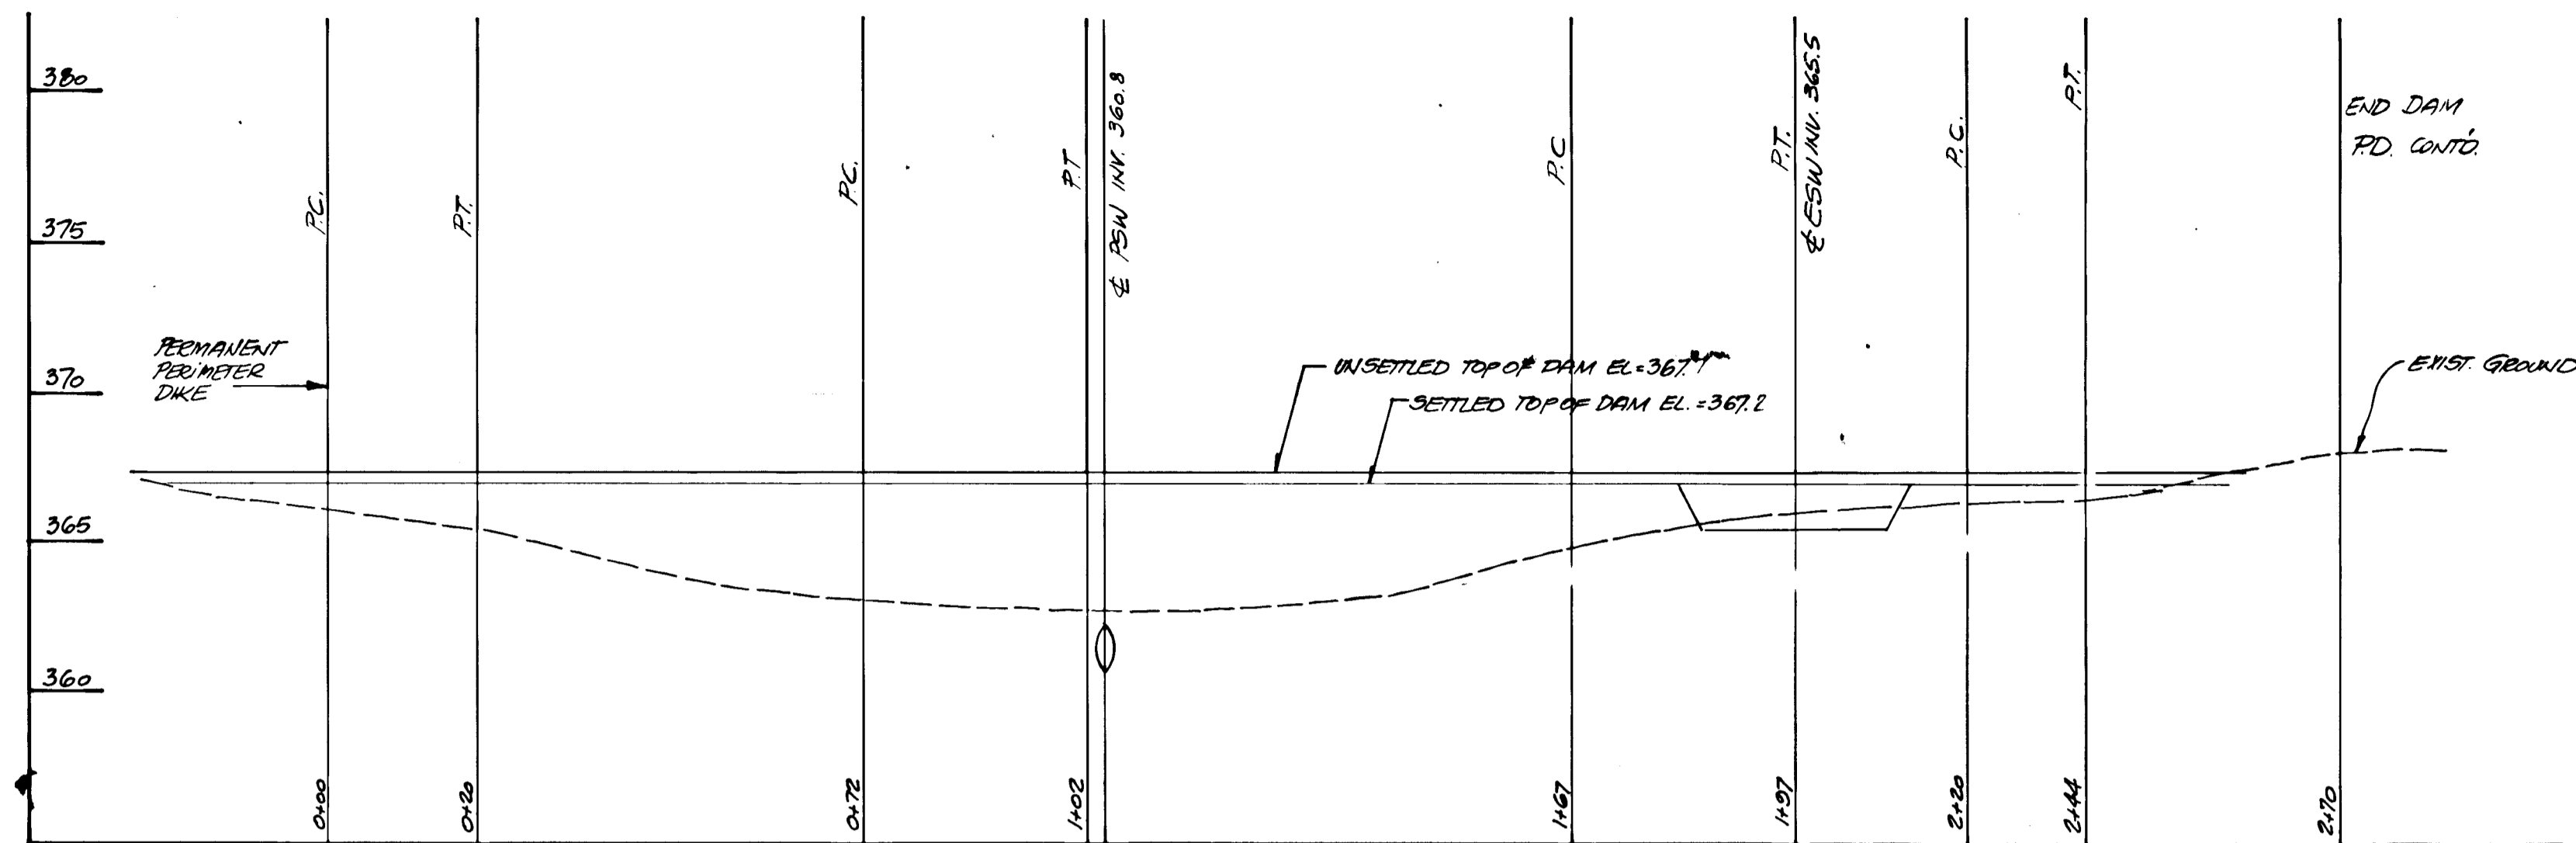 380
375
370
365
360
P.C.
P.T.
P.C.
P.T
℄ PSW INV. 360.8
P.C
P.T.
℄ ESW INV. 365.5
P.C.
P.T.
END DAM
P.D. CONT'D.
PERMANENT
PERIMETER
DIKE
UNSETTLED TOP OF DAM EL=367.
SETTLED TOP OF DAM EL.=367.2
EXIST. GROUND
0+00
0+20
0+72
1+02
1+67
1+97
2+20
2+44
2+70